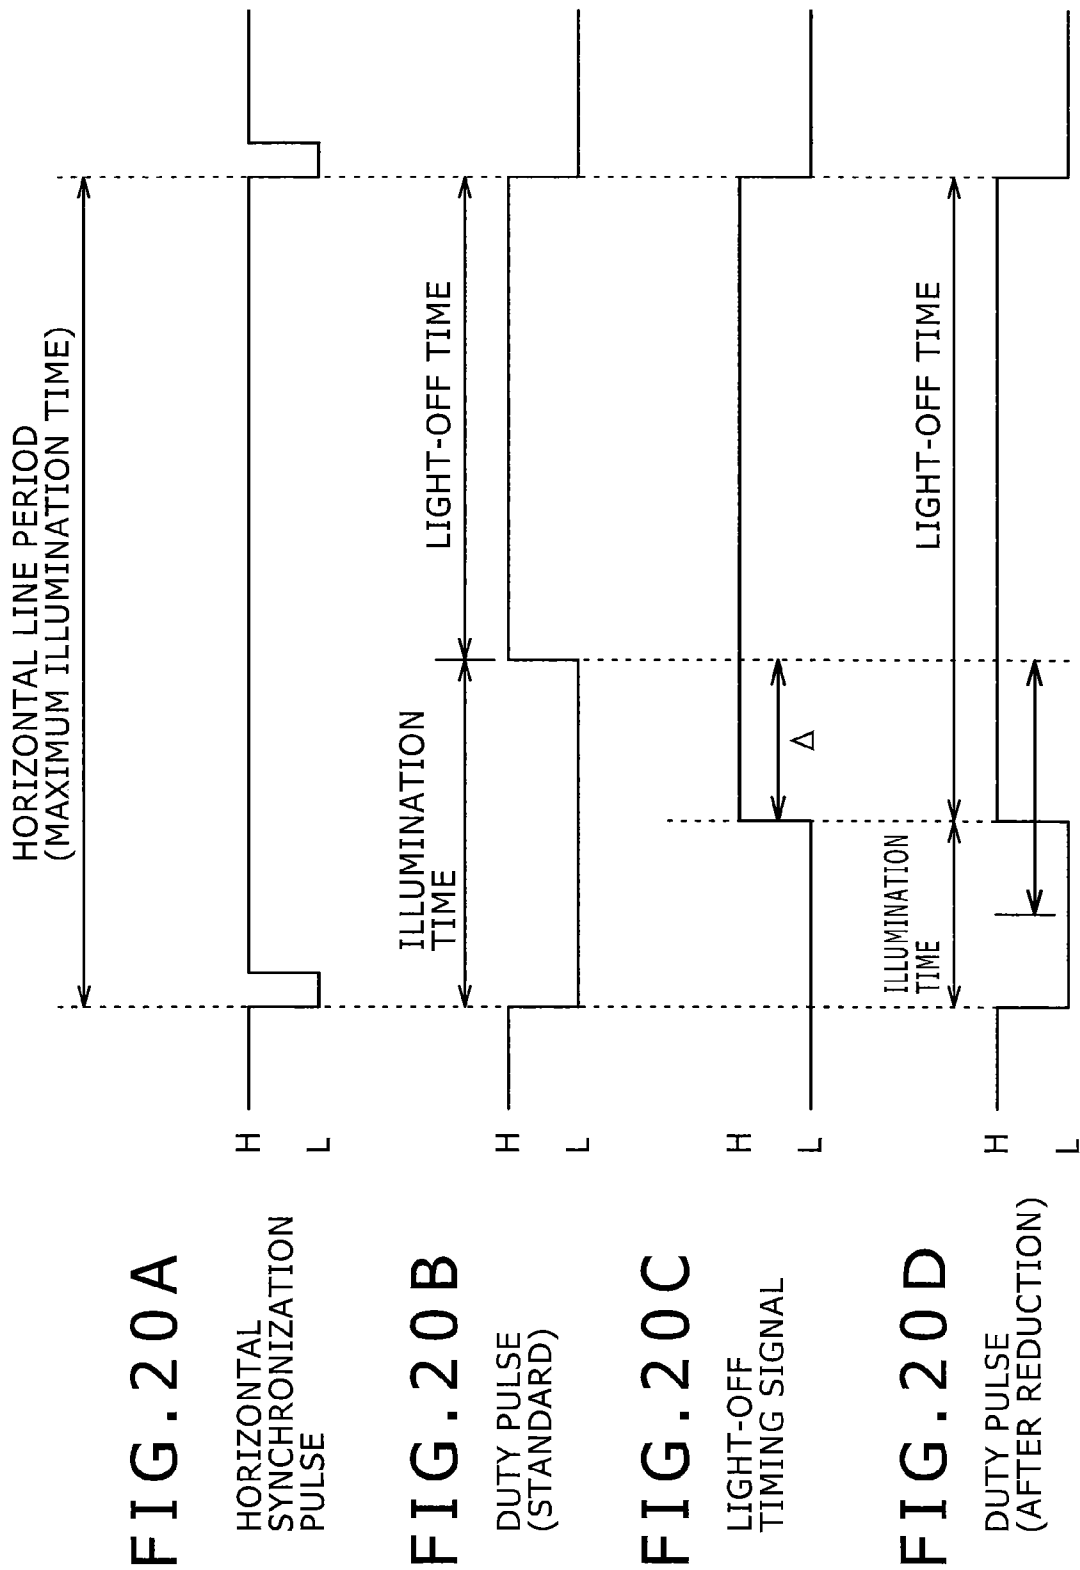 HORIZONTAL LINE PERIOD
(MAXIMUM ILLUMINATION TIME)
FIG.20A
HORIZONTAL
SYNCHRONIZATION
PULSE
H
L
FIG.20B
DUTY PULSE
(STANDARD)
H
L
ILLUMINATION
TIME
LIGHT-OFF TIME
FIG.20C
LIGHT-OFF
TIMING SIGNAL
H
L
Δ
FIG.20D
DUTY PULSE
(AFTER REDUCTION)
H
L
ILLUMINATION
TIME
LIGHT-OFF TIME